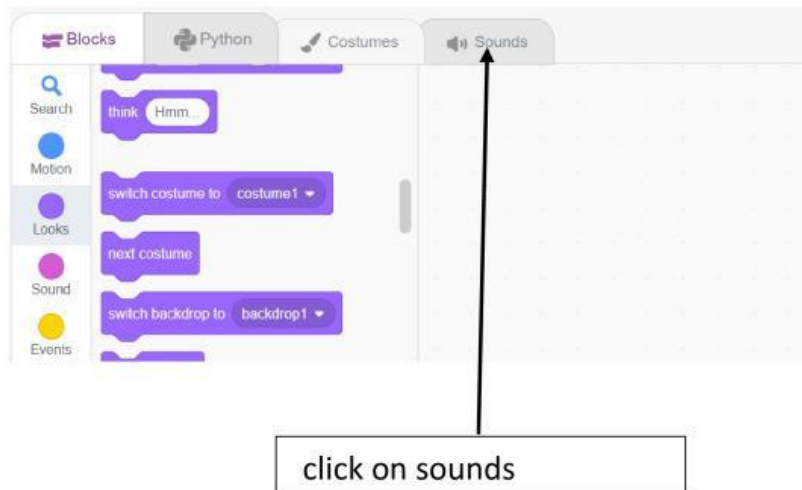 Blocks Python Costumes Sounds
Search
think Hmm...
Motion
switch costume to costume1
Looks
next costume
Sound
switch backdrop to backdrop1
Events
click on sounds